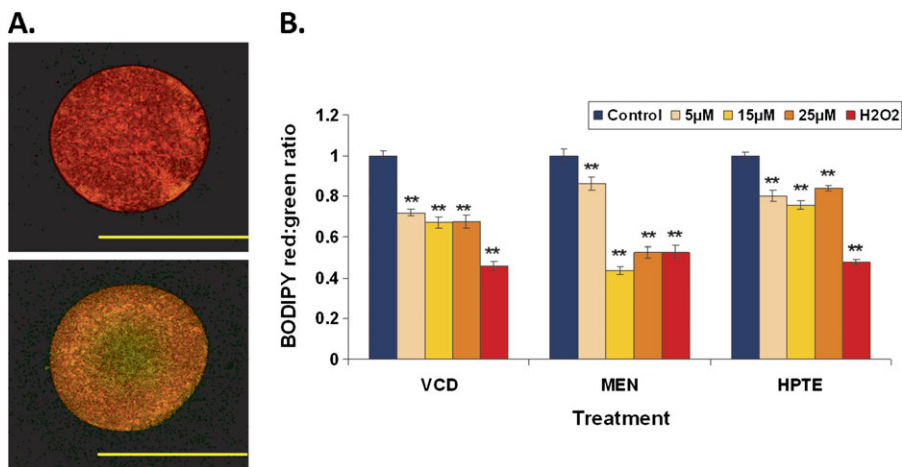 A.
B.
BODIPY red:green ratio
1.2
1
0.8
0.6
0.4
0.2
0
Control 5µM 15µM 25µM H2O2
** ** ** **
** ** ** **
** ** ** **
VCD MEN HPTE
Treatment